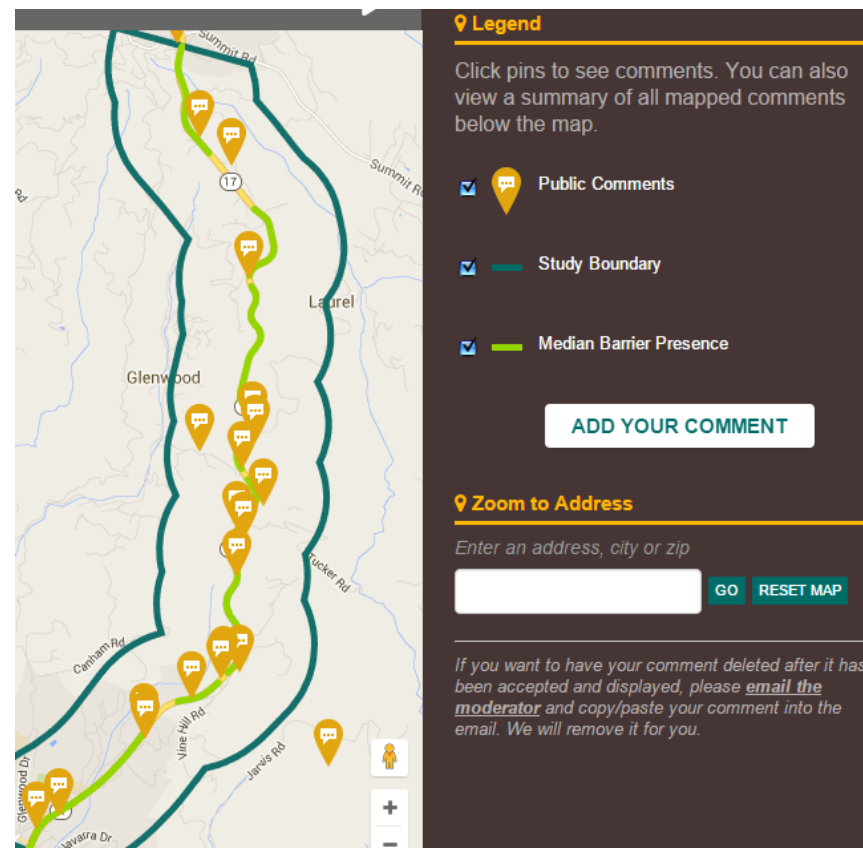 Summit Rd
Summit R
17
Rd
Laurel
Glenwood
Tucker Rd
Canham Rd
Vine Hill Rd
Jarvis Rd
Glenwood Dr
Navarra Dr
+
−
Legend
Click pins to see comments. You can also
view a summary of all mapped comments
below the map.
Public Comments
Study Boundary
Median Barrier Presence
ADD YOUR COMMENT
Zoom to Address
Enter an address, city or zip
GO RESET MAP
If you want to have your comment deleted after it has
been accepted and displayed, please email the
moderator and copy/paste your comment into the
email. We will remove it for you.